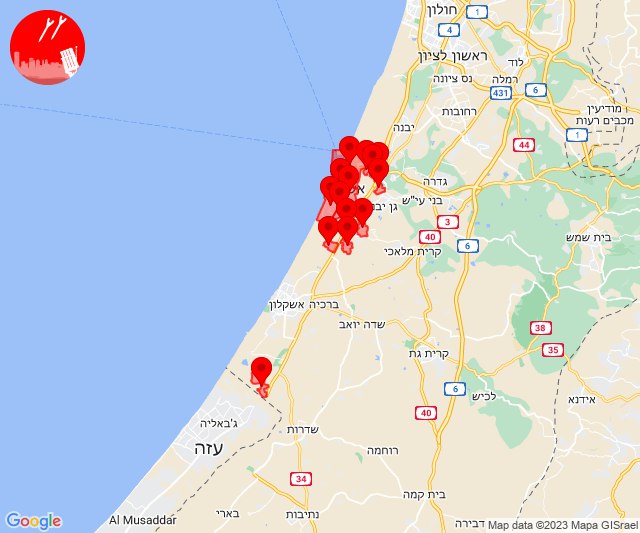 חולון
1
4
ראשון לציון
לוד
נס ציונה
רמלה
6
431
מודיעין
מכבים רעות
רחובות
יבנה
1
44
גדרה
בני עי"ש
גן יבנ
3
40
6
בית שמש
קרית מלאכי
ברכיה
אשקלון
שדה יואב
38
35
קרית גת
6
לכיש
אידנא
40
ג'באליה
שדרות
עזה
רוחמה
34
בית קמה
נתיבות
דבירה
Al Musaddar
Google
Map data ©2023 Mapa GISrael